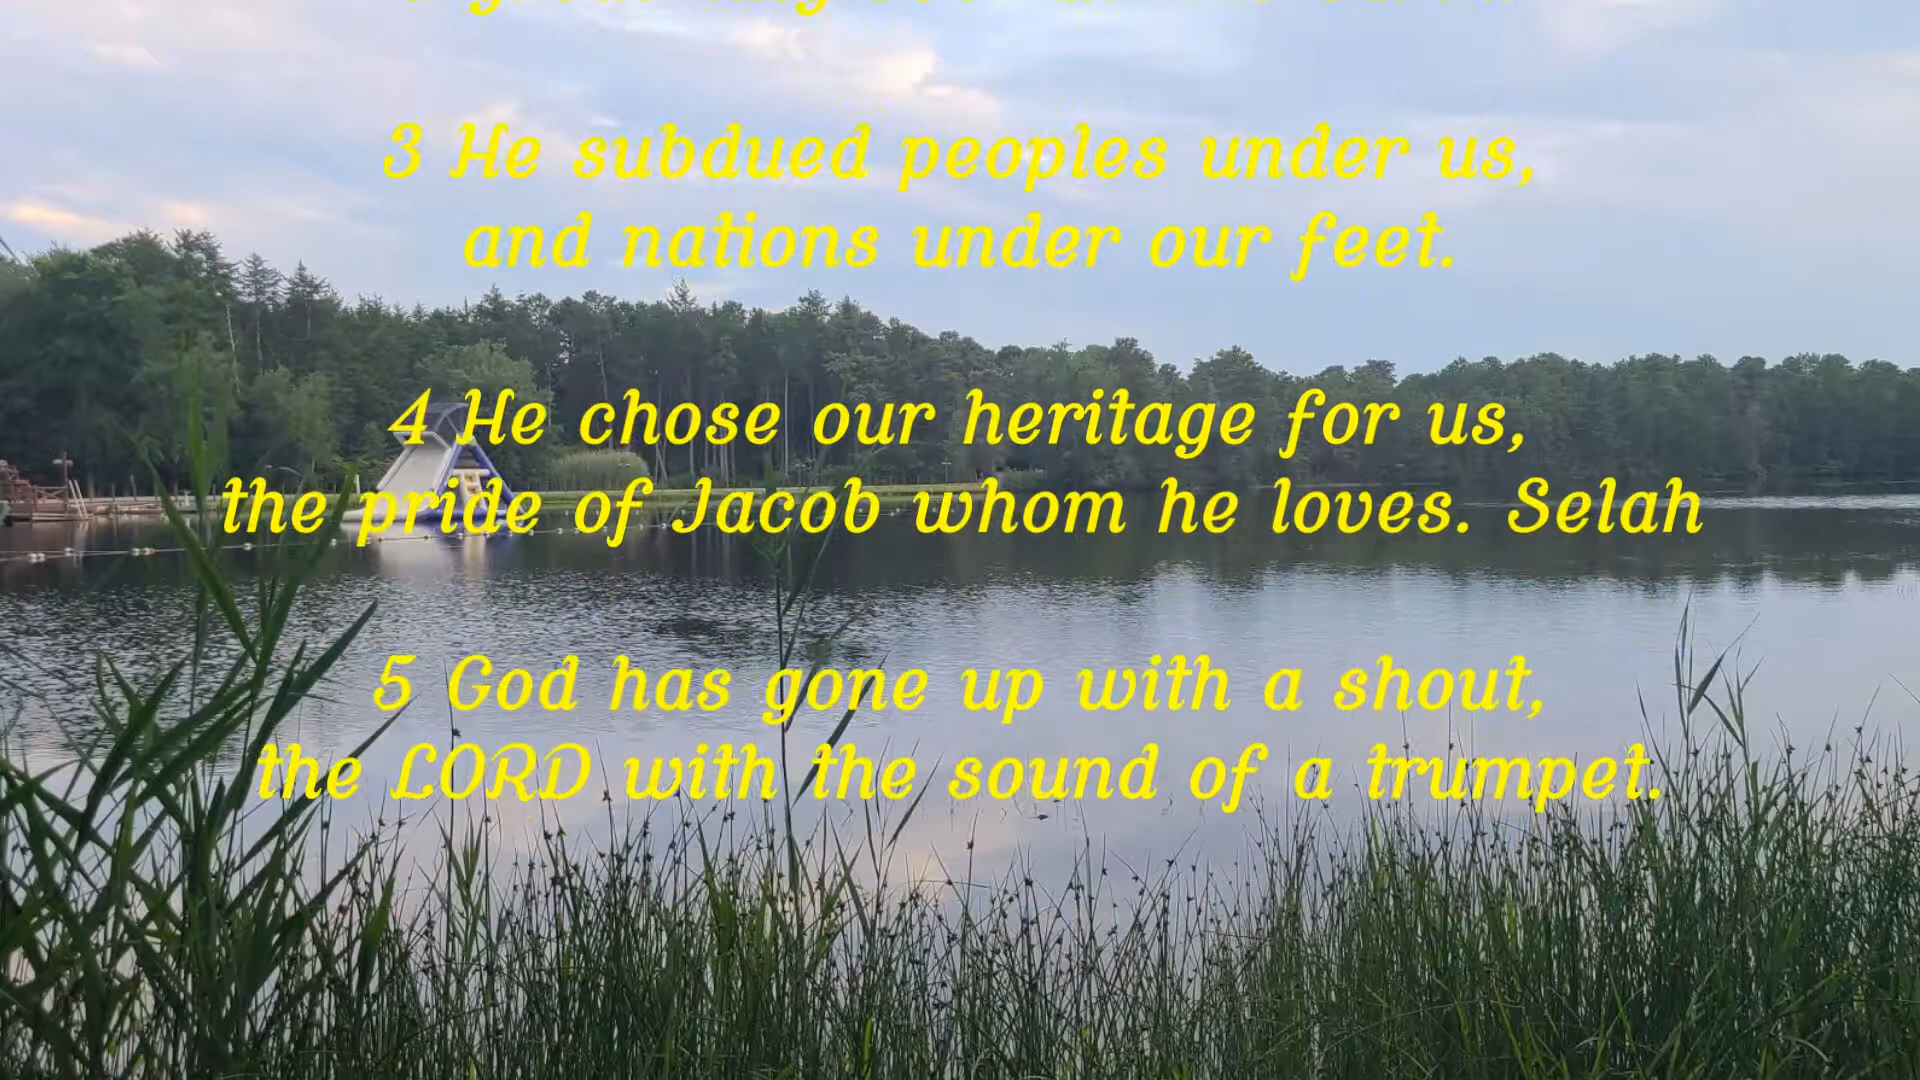 3 He subdued peoples under us,
and nations under our feet.
4 He chose our heritage for us,
the pride of Jacob whom he loves. Selah
5 God has gone up with a shout,
the LORD with the sound of a trumpet.